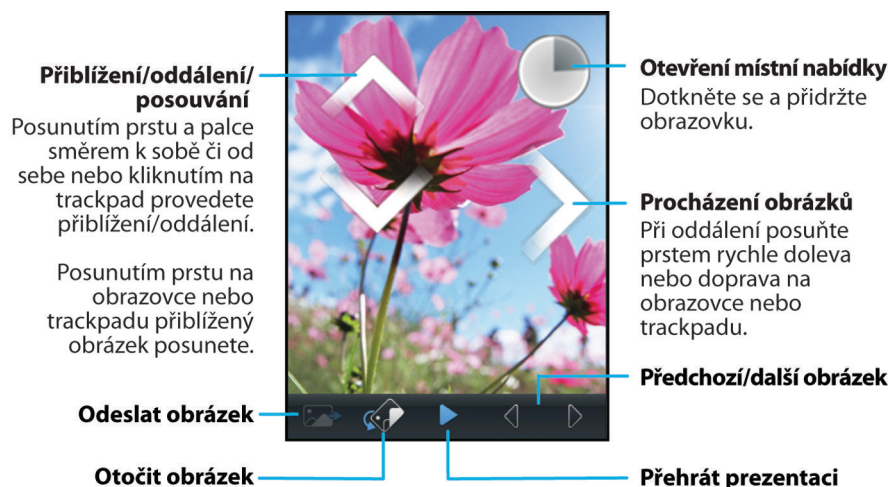 Přiblížení/oddálení/
posouvání
Posunutím prstu a palce
směrem k sobě či od
sebe nebo kliknutím na
trackpad provedete
přiblížení/oddálení.
Posunutím prstu na
obrazovce nebo
trackpadu přiblížený
obrázek posunete.
Odeslat obrázek
Otočit obrázek
Otevření místní nabídky
Dotkněte se a přidržte
obrazovku.
Procházení obrázků
Při oddálení posuňte
prstem rychle doleva
nebo doprava na
obrazovce nebo
trackpadu.
Předchozí/další obrázek
Přehrát prezentaci